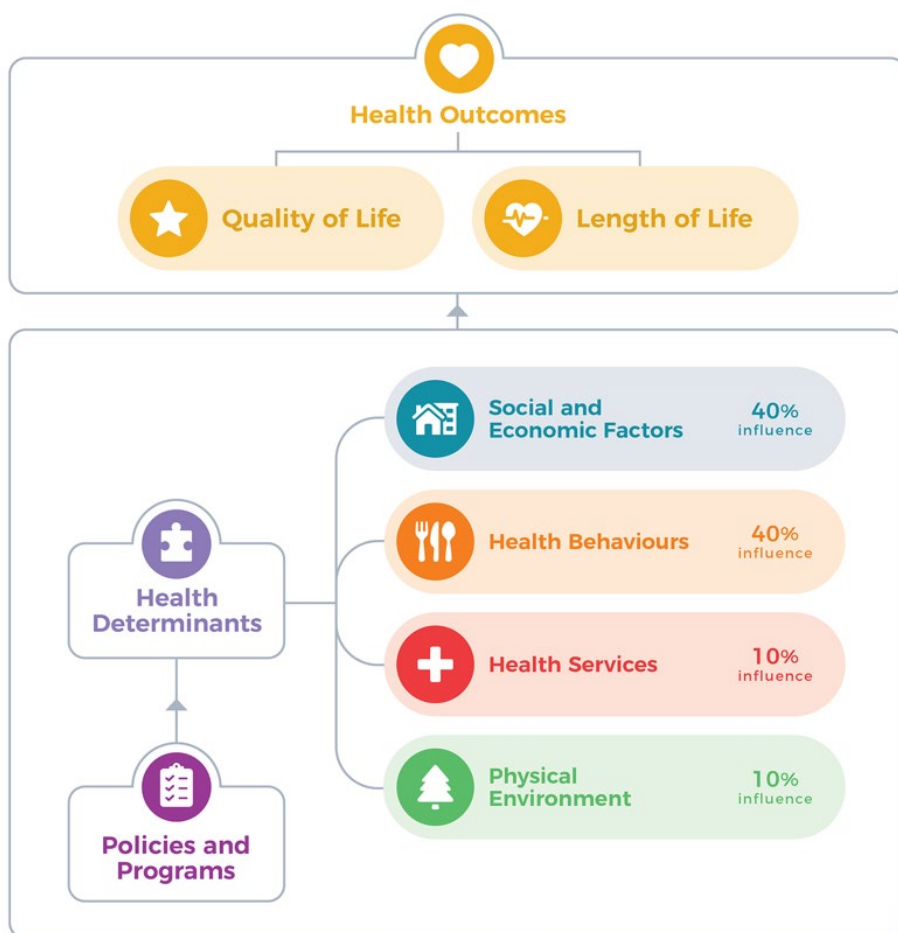 Health Outcomes
Quality of Life
Length of Life
Social and
Economic Factors
40%
influence
Health Behaviours
40%
influence
Health
Determinants
Health Services
10%
influence
Physical
Environment
10%
influence
Policies and
Programs